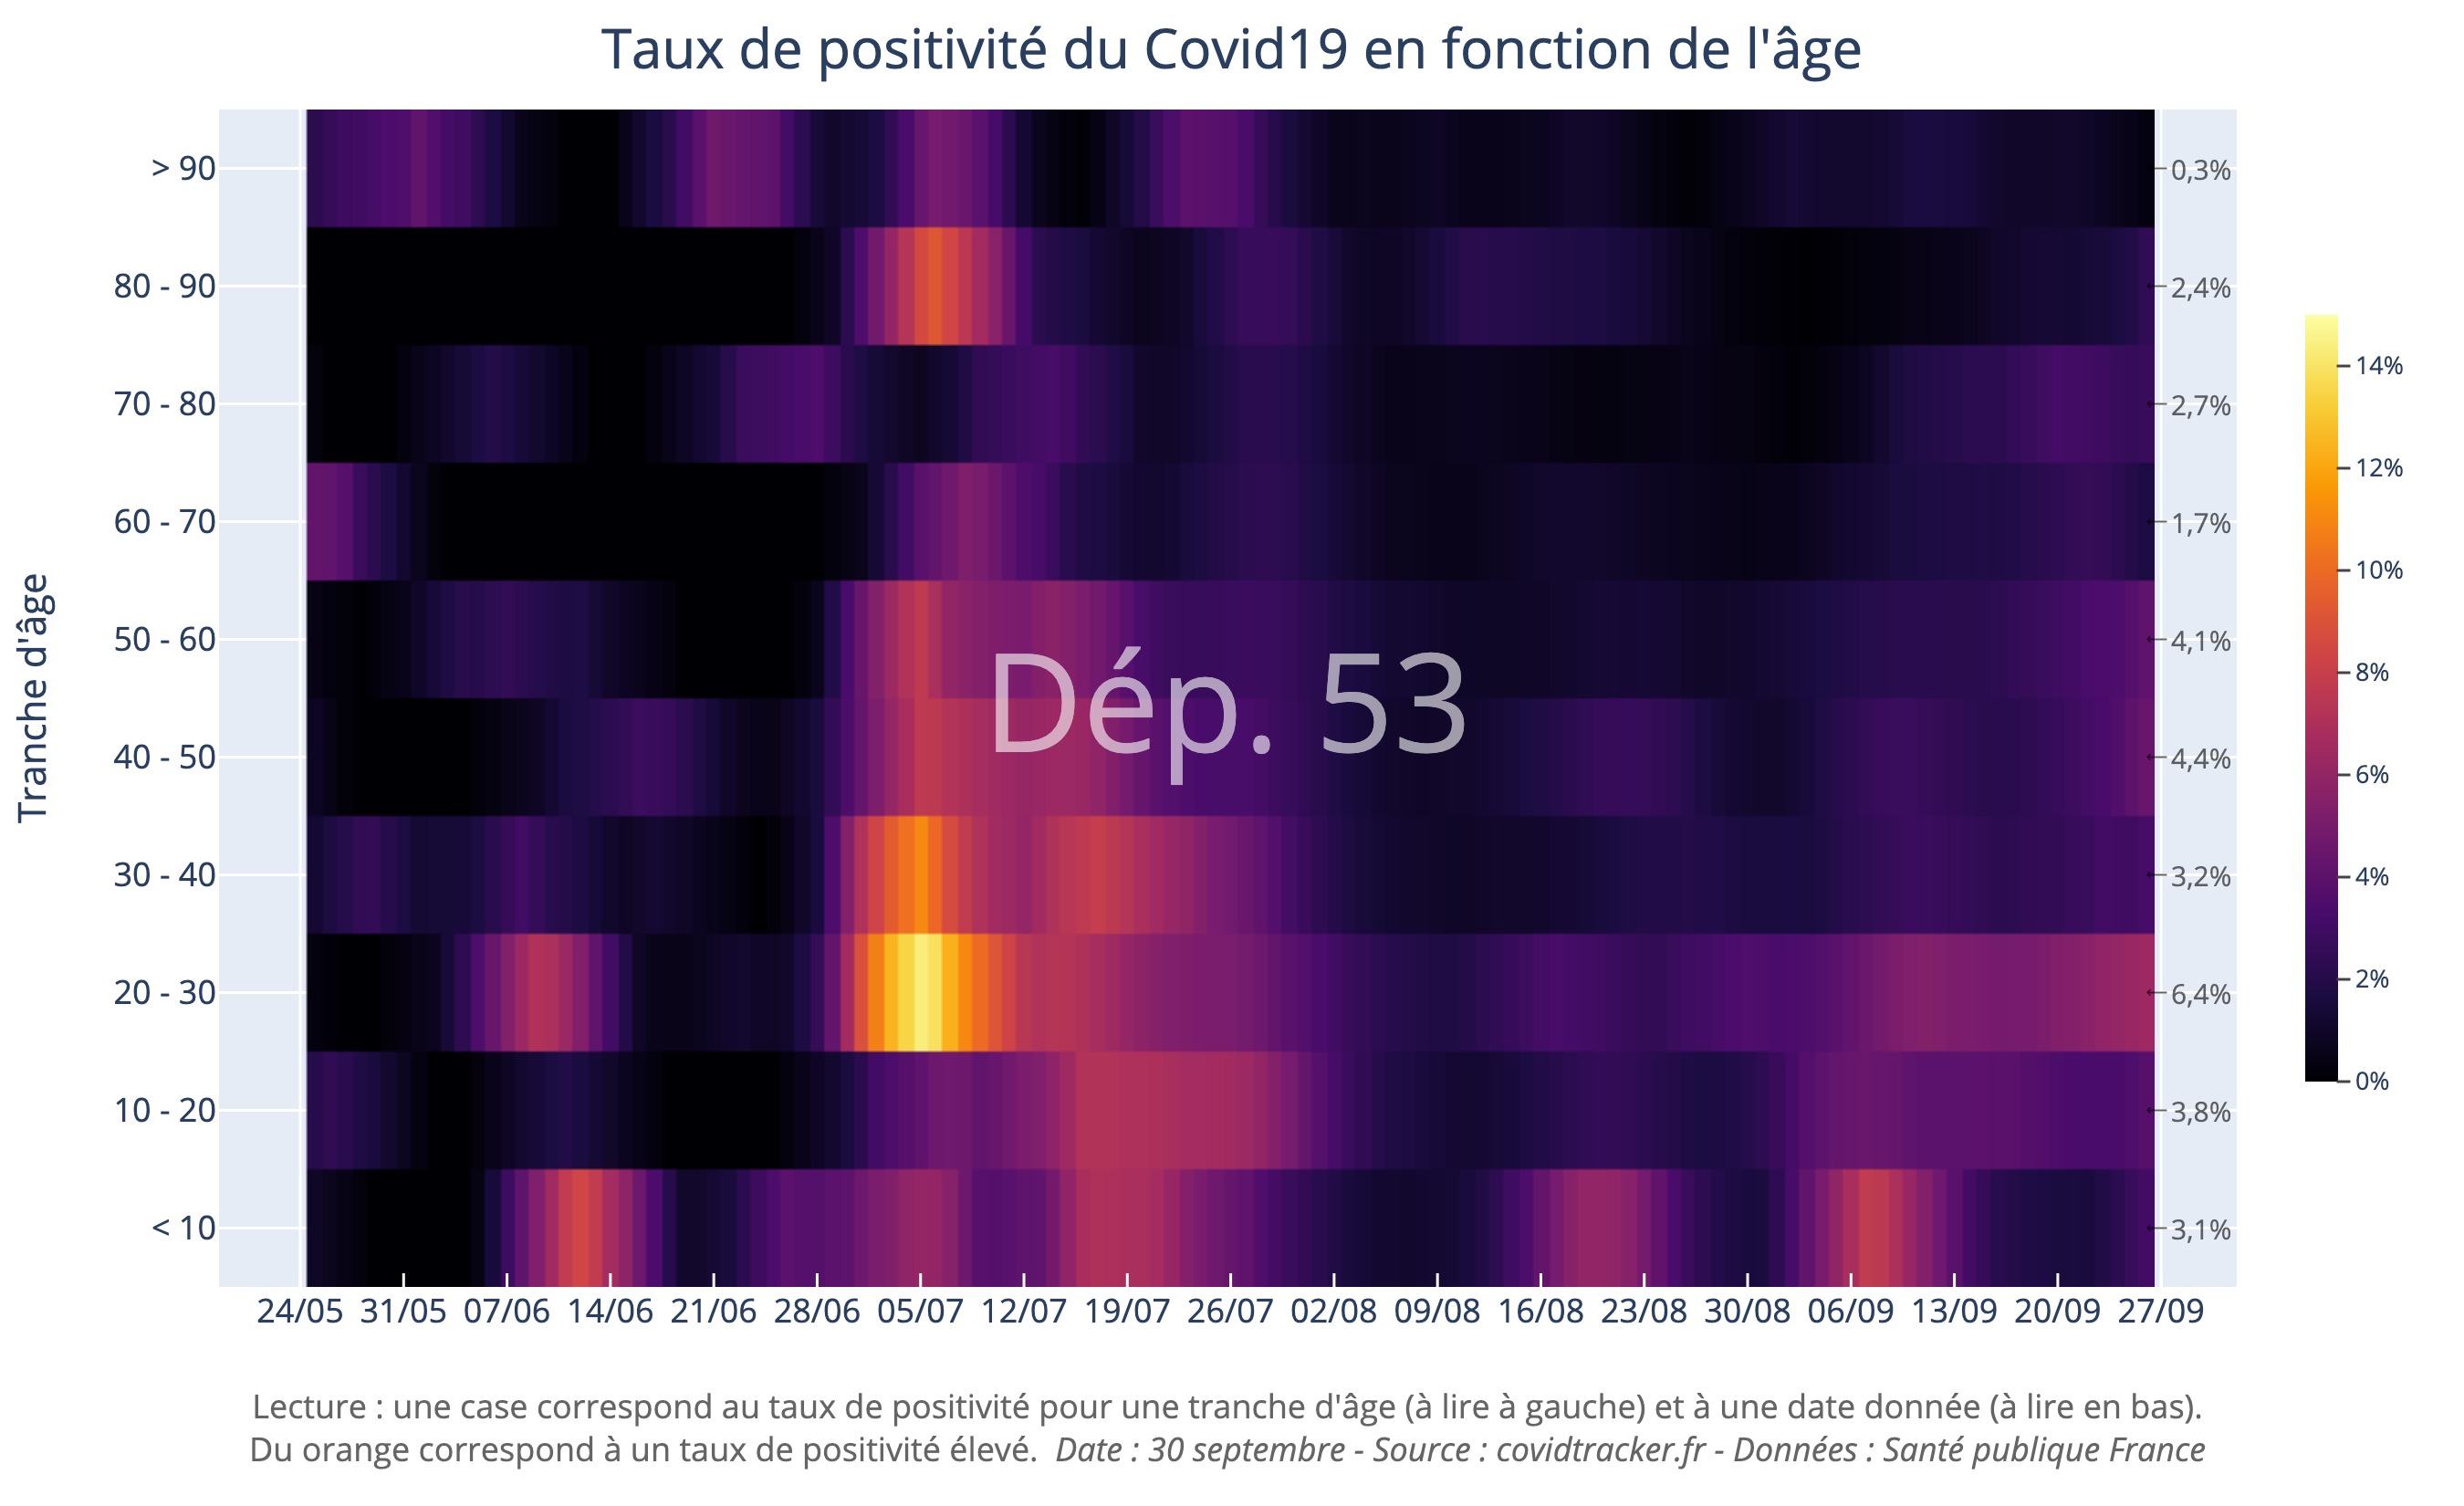 Taux de positivité du Covid19 en fonction de l'âge
Tranche d'âge
> 90
80 - 90
70 - 80
60 - 70
50 - 60
40 - 50
30 - 40
20 - 30
10 - 20
< 10
Dép. 53
0,3%
2,4%
2,7%
1,7%
4,1%
4,4%
3,2%
6,4%
3,8%
3,1%
14%
12%
10%
8%
6%
4%
2%
0%
24/05 31/05 07/06 14/06 21/06 28/06 05/07 12/07 19/07 26/07 02/08 09/08 16/08 23/08 30/08 06/09 13/09 20/09 27/09
Lecture : une case correspond au taux de positivité pour une tranche d'âge (à lire à gauche) et à une date donnée (à lire en bas).
Du orange correspond à un taux de positivité élevé. Date : 30 septembre - Source : covidtracker.fr - Données : Santé publique France